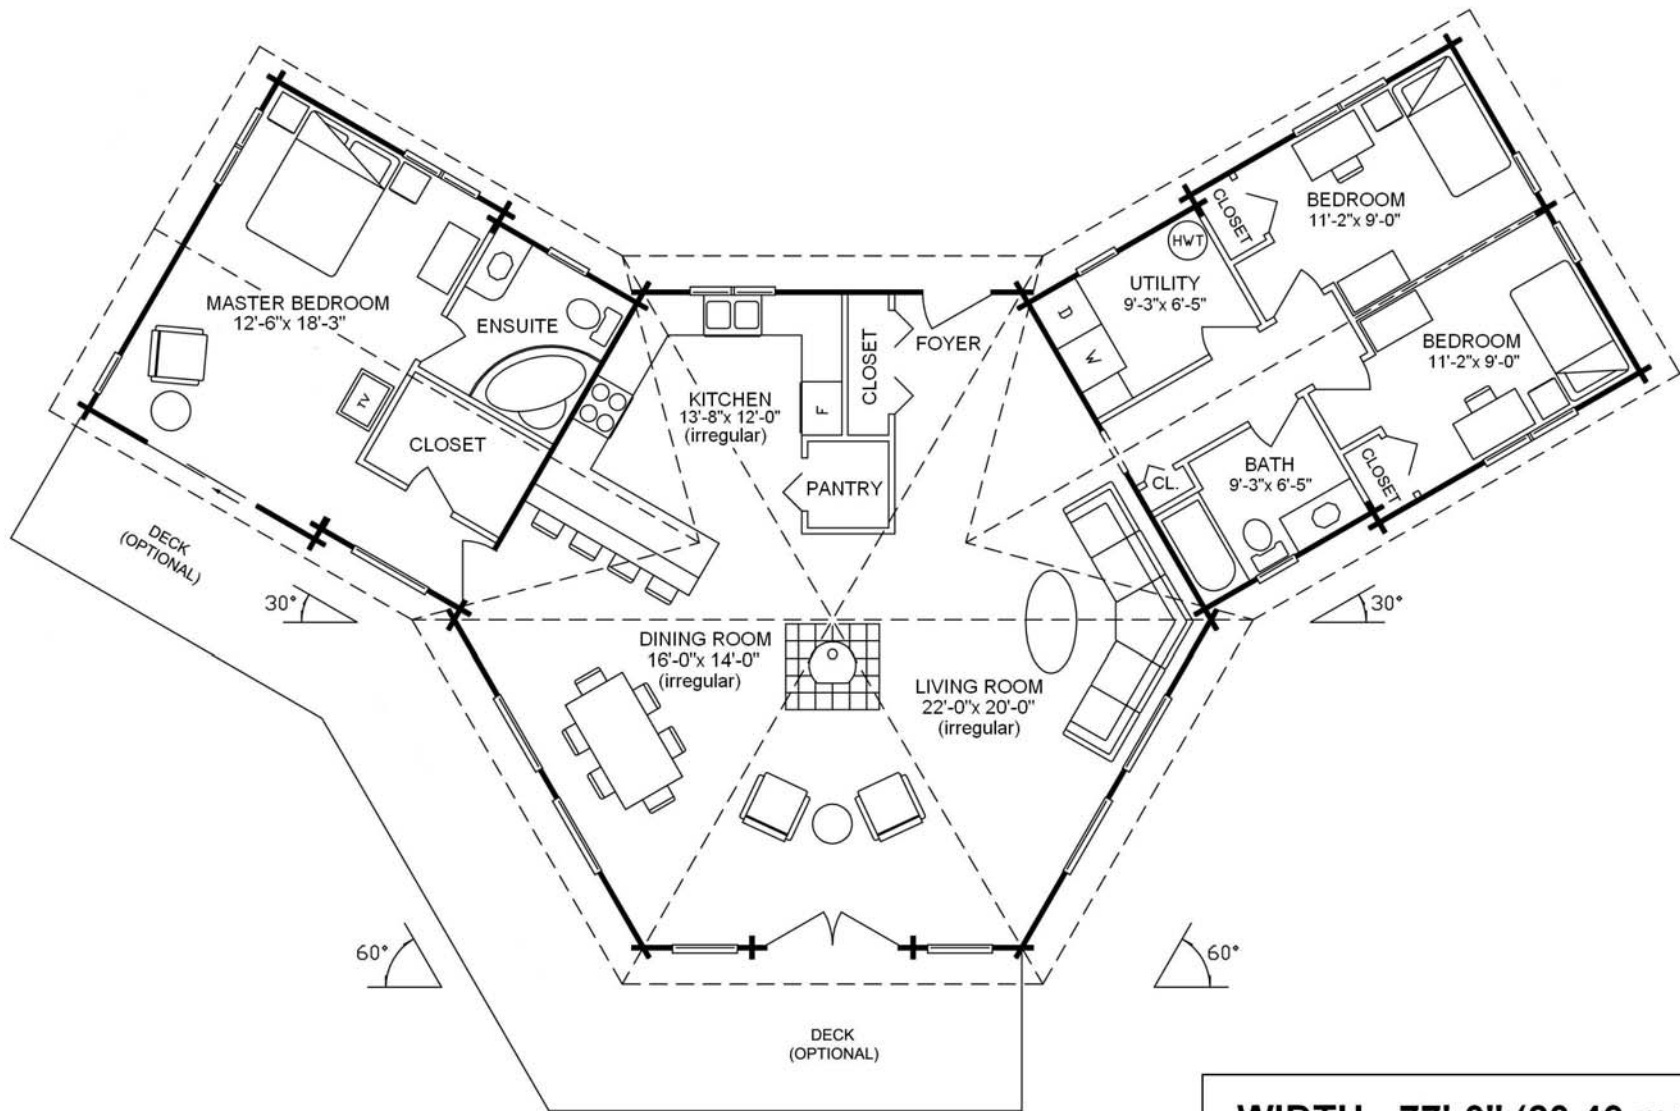 MASTER BEDROOM
12'-6"x 18'-3"
ENSUITE
TV
CLOSET
DECK
(OPTIONAL)
30°
KITCHEN
13'-8"x 12'-0"
(irregular)
F
CLOSET
FOYER
PANTRY
UTILITY
9'-3"x 6'-5"
HWT
D
W
CLOSET
BEDROOM
11'-2"x 9'-0"
BEDROOM
11'-2"x 9'-0"
CLOSET
BATH
9'-3"x 6'-5"
CL.
30°
DINING ROOM
16'-0"x 14'-0"
(irregular)
LIVING ROOM
22'-0"x 20'-0"
(irregular)
60°
60°
DECK
(OPTIONAL)